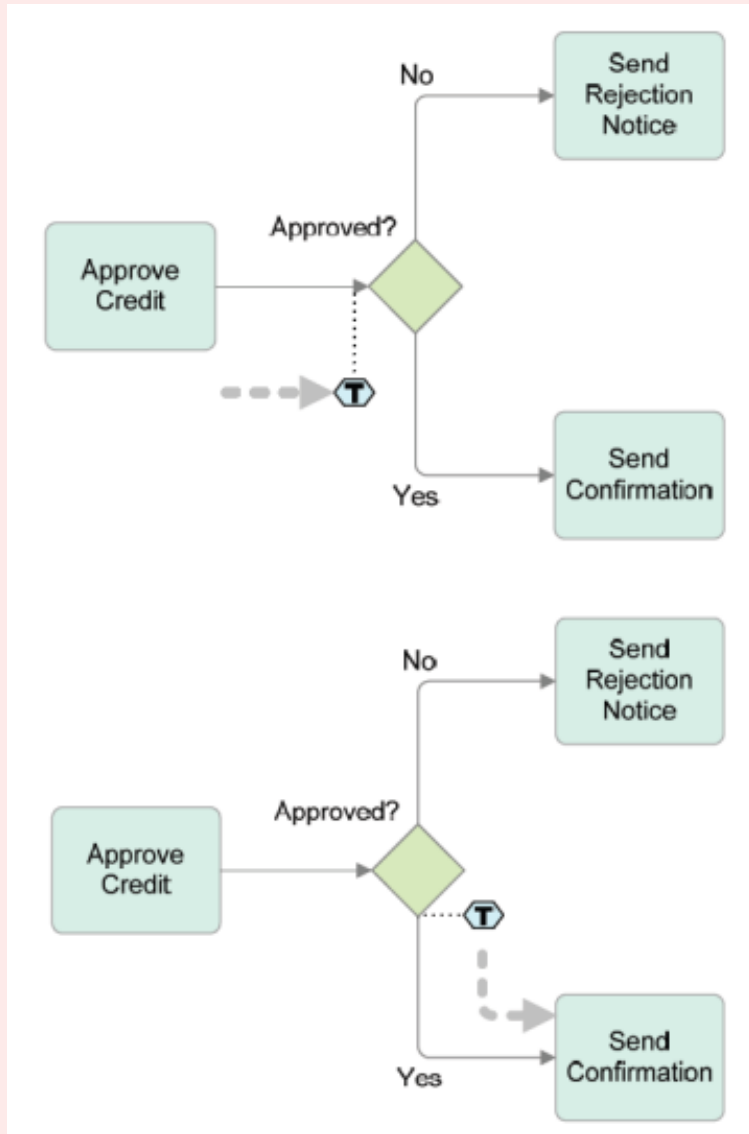 No
Send
Rejection
Notice
Approved?
Approve
Credit
T
Yes
Send
Confirmation
No
Send
Rejection
Notice
Approved?
Approve
Credit
T
Yes
Send
Confirmation